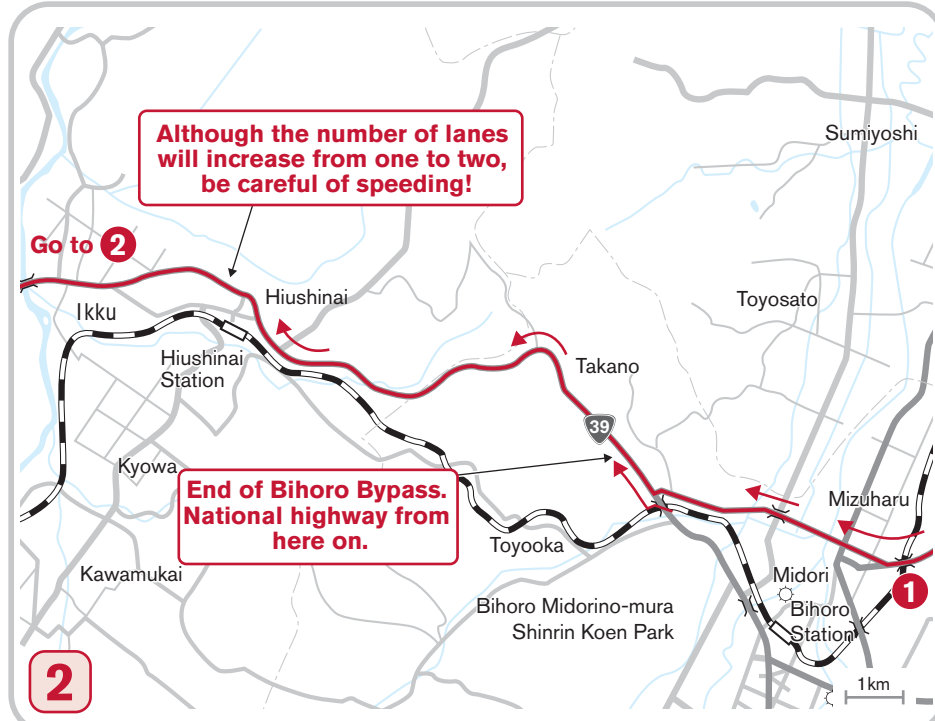 Sumiyoshi
Although the number of lanes
will increase from one to two,
be careful of speeding!
Go to 2
Hiushinai
Toyosato
Ikku
Hiushinai
Station
Takano
39
Kyowa
End of Bihoro Bypass.
National highway from
here on.
Mizuharu
Toyooka
Kawamukai
Midori
1
Bihoro Midorino-mura
Shinrin Koen Park
Bihoro
Station
2
1km